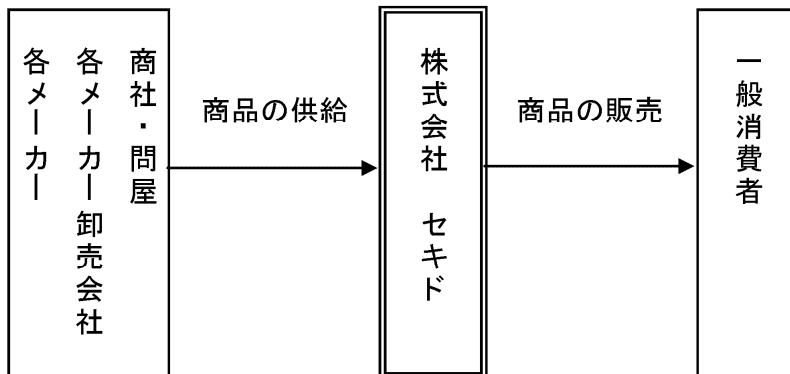 商社・問屋
各メーカー卸売会社
各メーカー
商品の供給
株式会社 セキド
商品の販売
一般消費者